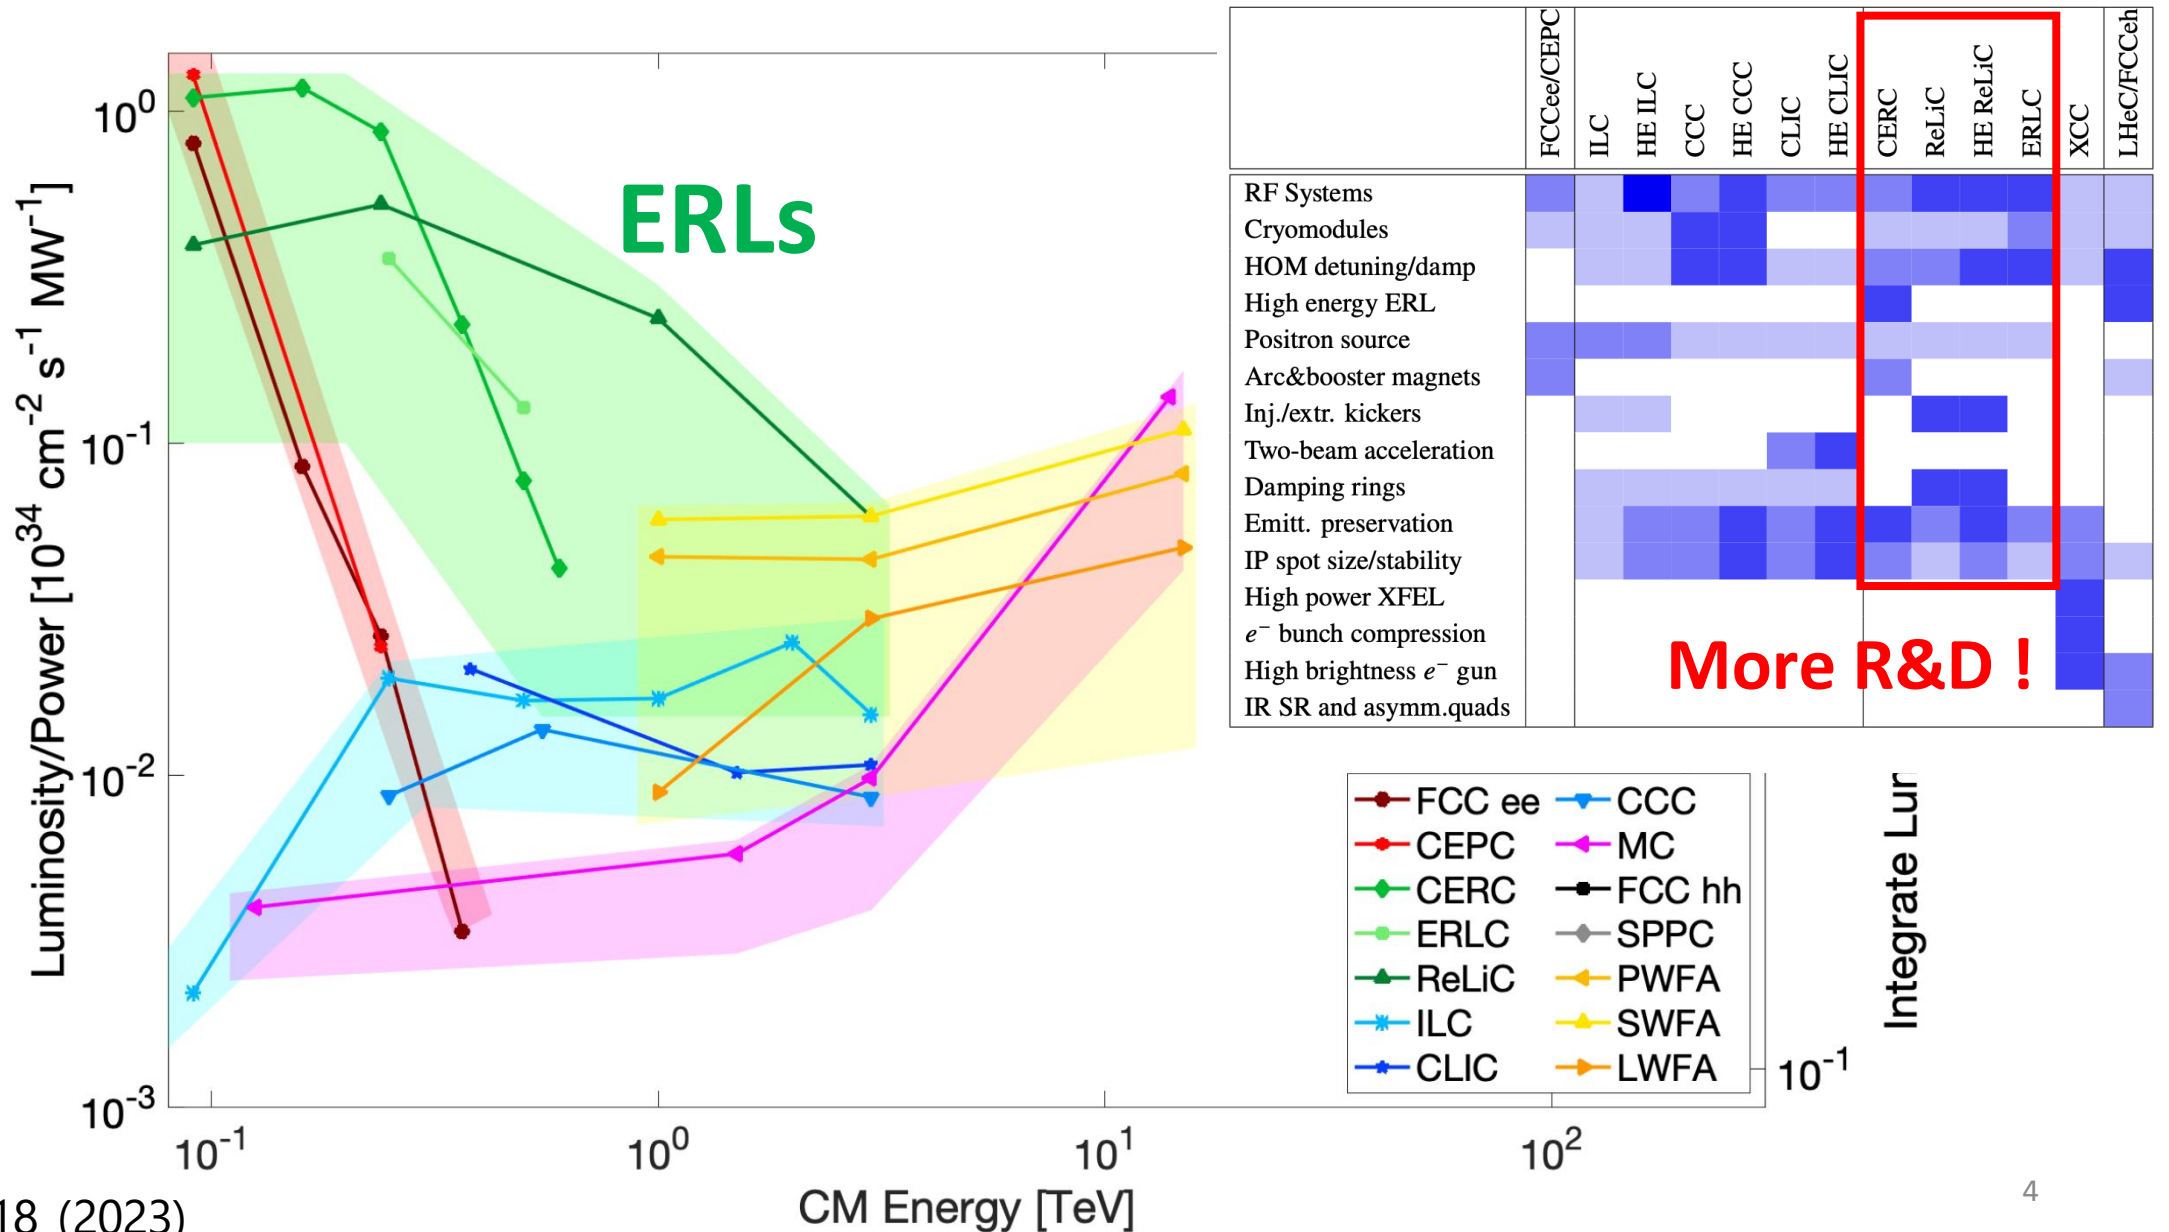 Luminosity/Power [10^34 cm^-2 s^-1 MW^-1]
10^0
10^-1
10^-2
10^-3
10^-1
10^0
10^1
10^2
CM Energy [TeV]
ERLs
FCCee/CEPC
ILC
HE ILC
CCC
HE CCC
CLIC
HE CLIC
CERC
ReLiC
HE ReLiC
ERLC
XCC
LHeC/FCCeh
RF Systems
Cryomodules
HOM detuning/damp
High energy ERL
Positron source
Arc&booster magnets
Inj./extr. kickers
Two-beam acceleration
Damping rings
Emitt. preservation
IP spot size/stability
High power XFEL
e⁻ bunch compression
High brightness e⁻ gun
IR SR and asymm.quads
More R&D !
FCC ee
CEPC
CERC
ERLC
ReLiC
ILC
CLIC
CCC
MC
FCC hh
SPPC
PWFA
SWFA
LWFA
Integrate Lur
10^-1
4
18 (2023)